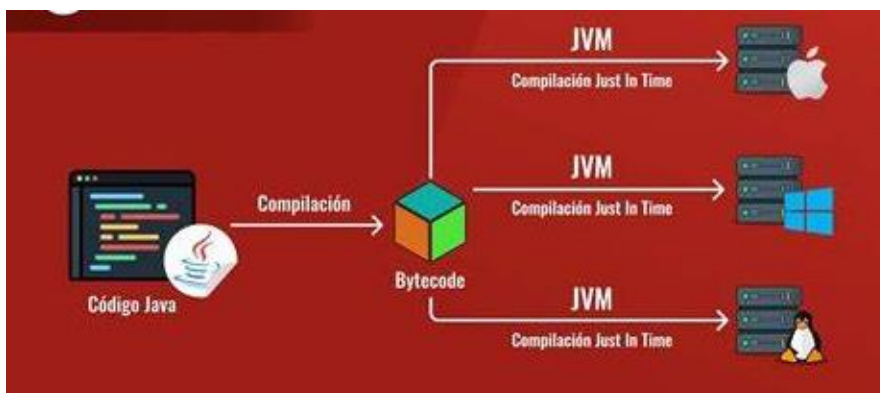 JVM
Compilación Just In Time
Compilación
JVM
Compilación Just In Time
Código Java
Bytecode
JVM
Compilación Just In Time